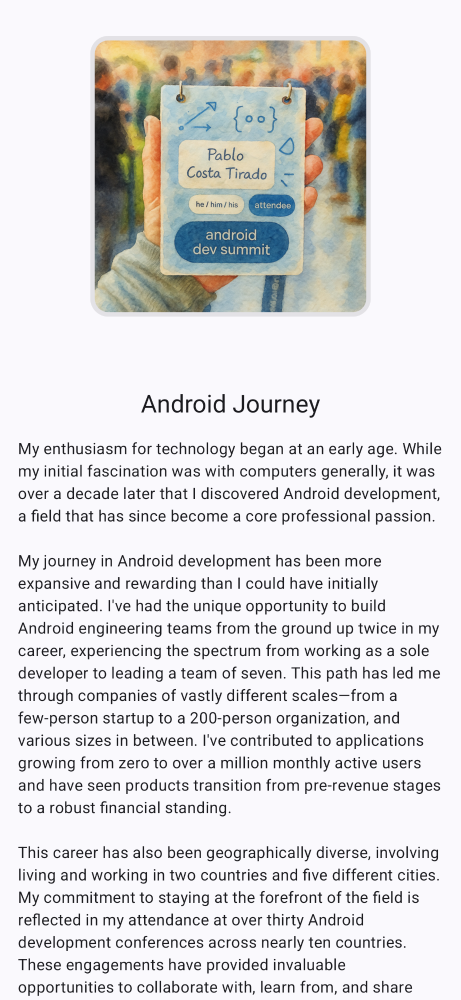 Pablo
Costa Tirado
he / him / his
attendee
android
dev summit
Android Journey
My enthusiasm for technology began at an early age. While
my initial fascination was with computers generally, it was
over a decade later that I discovered Android development,
a field that has since become a core professional passion.
My journey in Android development has been more
expansive and rewarding than I could have initially
anticipated. I've had the unique opportunity to build
Android engineering teams from the ground up twice in my
career, experiencing the spectrum from working as a sole
developer to leading a team of seven. This path has led me
through companies of vastly different scales—from a
few-person startup to a 200-person organization, and
various sizes in between. I've contributed to applications
growing from zero to over a million monthly active users
and have seen products transition from pre-revenue stages
to a robust financial standing.
This career has also been geographically diverse, involving
living and working in two countries and five different cities.
My commitment to staying at the forefront of the field is
reflected in my attendance at over thirty Android
development conferences across nearly ten countries.
These engagements have provided invaluable
opportunities to collaborate with, learn from, and share